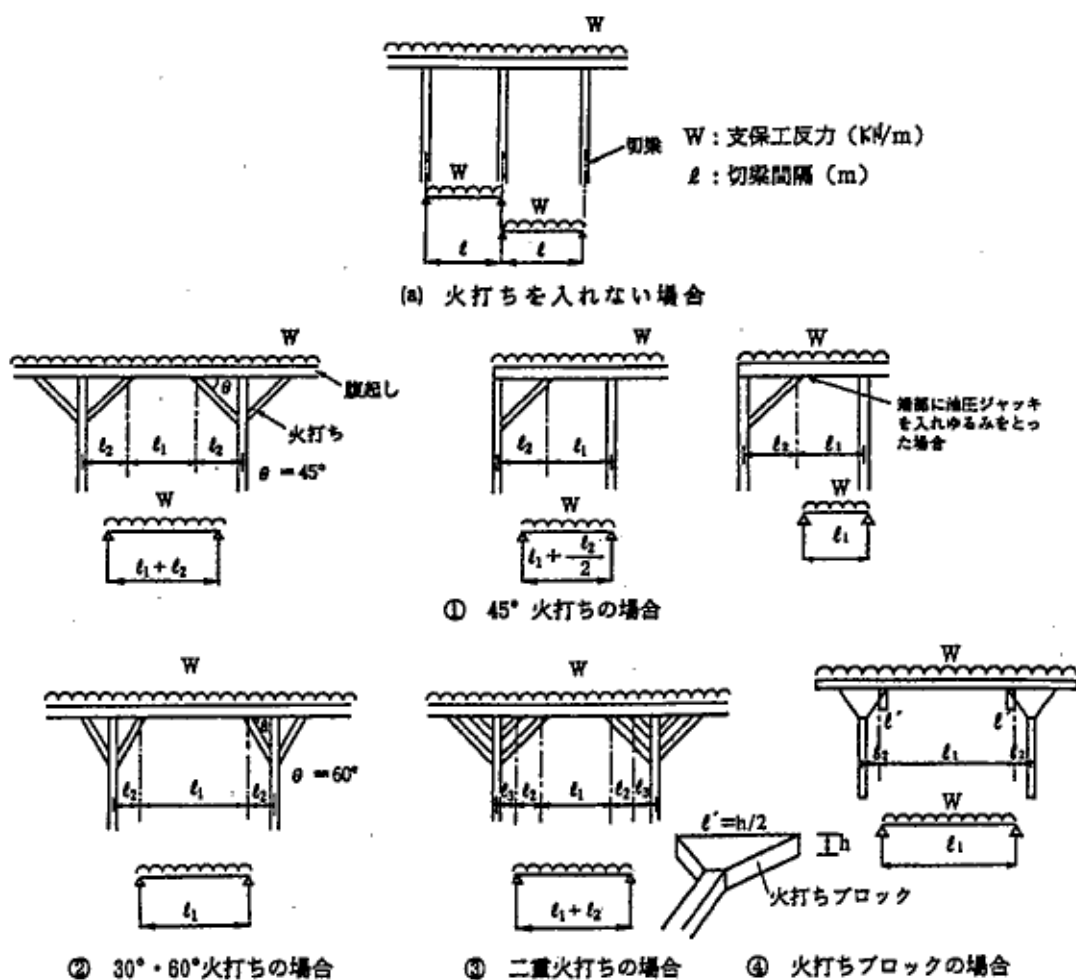 W
切梁
W：支保工反力（KN/m）
ℓ：切梁間隔（m）
W
W
ℓ
ℓ
(a) 火打ちを入れない場合
W
W
W
θ
腹起し
火打ち
端部に油圧ジャッキ
を入れゆるみをとっ
た場合
ℓ2 ℓ1 ℓ2
θ＝45°
ℓ2 ℓ1
ℓ2 ℓ1
W
W
W
ℓ1＋ℓ2
ℓ1＋ℓ2/2
ℓ1
① 45°火打ちの場合
W
W
W
θ
θ＝60°
ℓ2 ℓ1 ℓ2
ℓ3 ℓ2 ℓ1 ℓ2 ℓ3
ℓ′ ℓ′
ℓ2 ℓ1 ℓ2
W
ℓ′＝h/2
h
火打ちブロック
ℓ1
ℓ1＋ℓ2
ℓ1
② 30°・60°火打ちの場合
③ 二重火打ちの場合
④ 火打ちブロックの場合